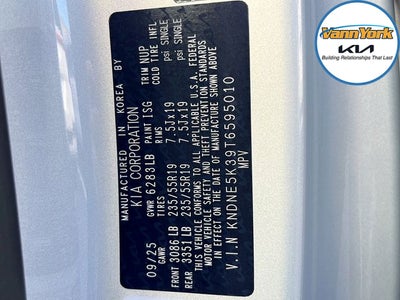 VannYork
KIA
Building Relationships That Last
MANUFACTURED IN KOREA BY
KIA CORPORATION
GVWR 6283LB PAINT ISG TRIM NUP
09/25 GAWR TIRES RIMS COLD TIRE INFL
FRONT 3086 LB 235/55R19 7.5Jx19 psi SINGLE
REAR 3351 LB 235/55R19 7.5Jx19 psi SINGLE
THIS VEHICLE CONFORMS TO ALL APPLICABLE U.S.A. FEDERAL
MOTOR VEHICLE SAFETY AND THEFT PREVENTION STANDARDS
IN EFFECT ON THE DATE OF MANUFACTURE SHOWN ABOVE.
V.I.N KNDNE5K39T6595010
MPV